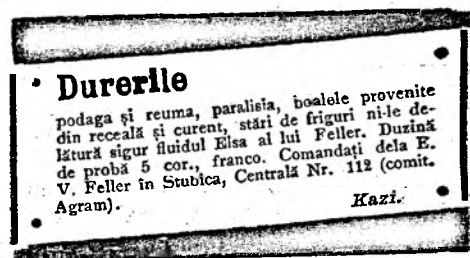 Durerile
podaga și reuma, paralisia, boalele provenite
din receală și curent, stări de friguri ni-le de-
lătură sigur fluidul Elsa al lui Feller. Duzină
de probă 5 cor., franco. Comandați dela E.
V. Feller în Stubica, Centrală Nr. 112 (comit.
Agram).
Kazi.